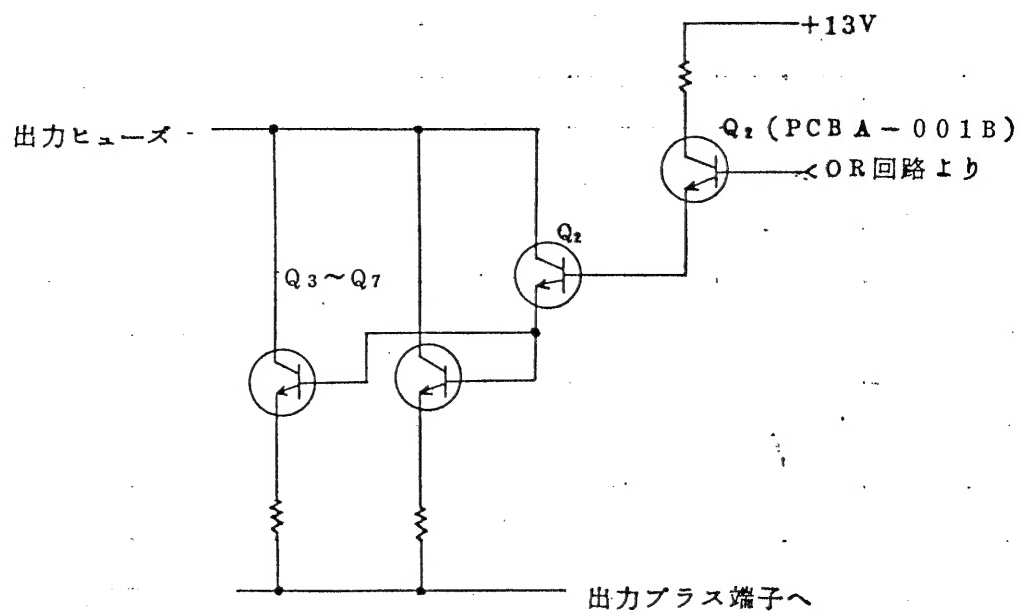 +13V
出力ヒューズ
Q₂(PCB A-001B)
OR回路より
Q₂
Q₃~Q₇
出力プラス端子へ